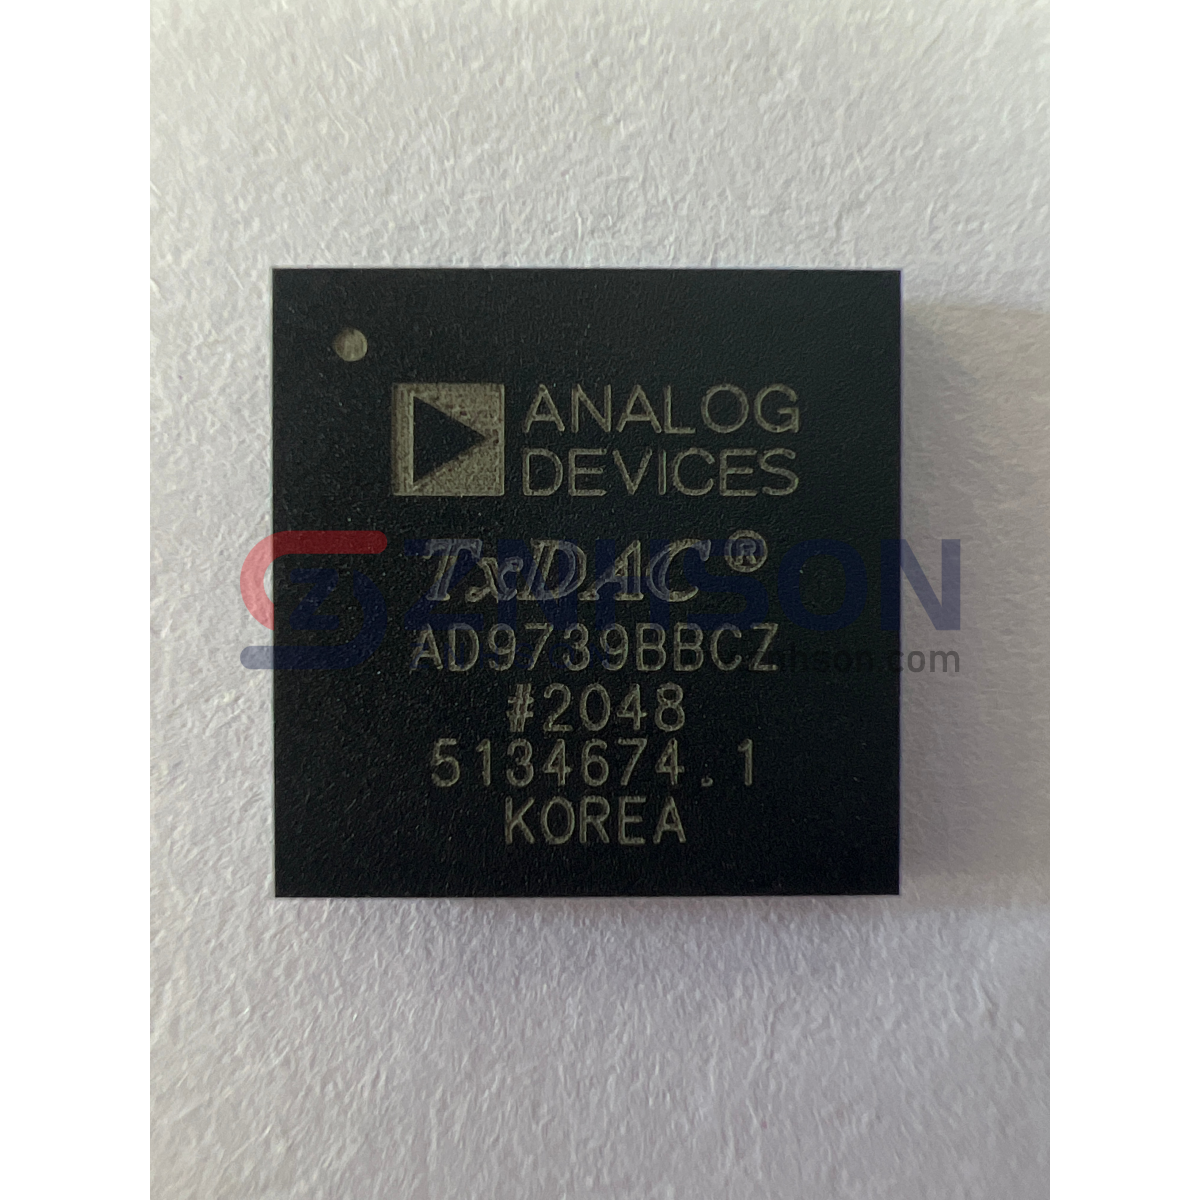 ANALOG
DEVICES
TxDAC®
AD9739BBCZ
#2048
5134674.1
KOREA